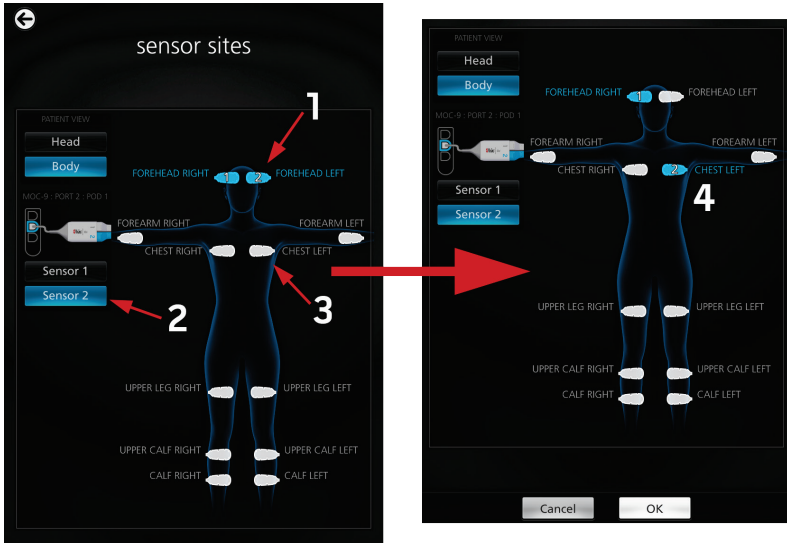 sensor sites
PATIENT VIEW
Head
Body
MOC-9 : PORT 2 : POD 1
Sensor 1
Sensor 2
1
FOREHEAD RIGHT 1 2 FOREHEAD LEFT
FOREARM RIGHT FOREARM LEFT
CHEST RIGHT CHEST LEFT
2
3
UPPER LEG RIGHT UPPER LEG LEFT
UPPER CALF RIGHT UPPER CALF LEFT
CALF RIGHT CALF LEFT
PATIENT VIEW
Head
Body
MOC-9 : PORT 2 : POD 1
Sensor 1
Sensor 2
FOREHEAD RIGHT 1 FOREHEAD LEFT
FOREARM RIGHT FOREARM LEFT
CHEST RIGHT 2 CHEST LEFT
4
UPPER LEG RIGHT UPPER LEG LEFT
UPPER CALF RIGHT UPPER CALF LEFT
CALF RIGHT CALF LEFT
Cancel OK